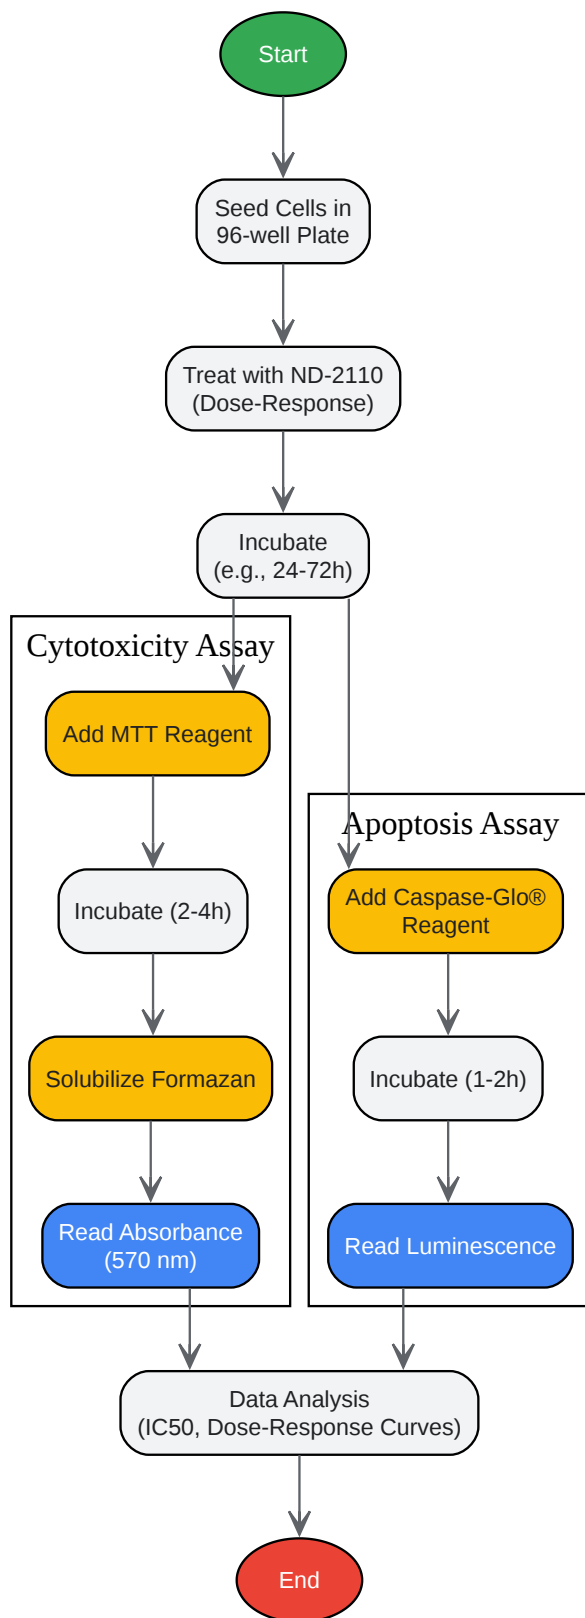 Start
Seed Cells in
96-well Plate
Treat with ND-2110
(Dose-Response)
Incubate
(e.g., 24-72h)
Cytotoxicity Assay
Add MTT Reagent
Incubate (2-4h)
Solubilize Formazan
Read Absorbance
(570 nm)
Apoptosis Assay
Add Caspase-Glo®
Reagent
Incubate (1-2h)
Read Luminescence
Data Analysis
(IC50, Dose-Response Curves)
End